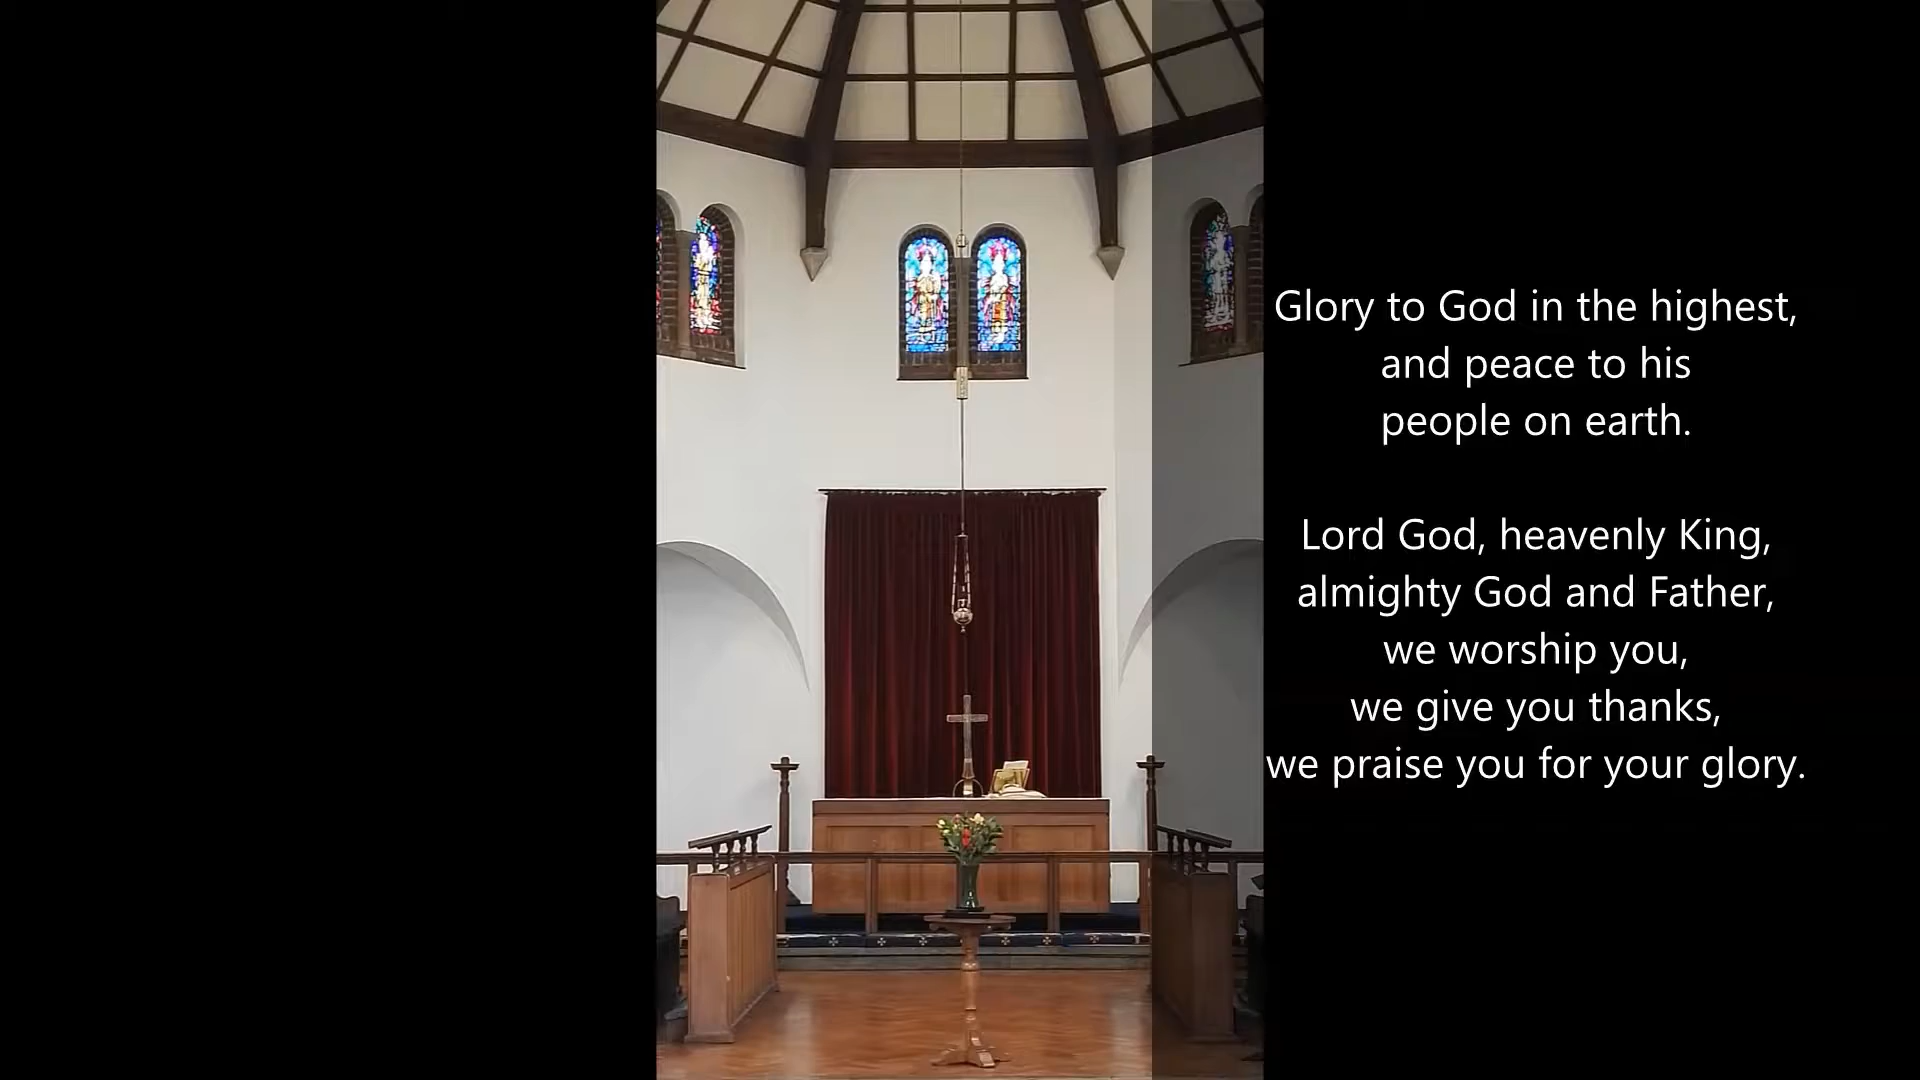 Glory to God in the highest,
and peace to his
people on earth.
Lord God, heavenly King,
almighty God and Father,
we worship you,
we give you thanks,
we praise you for your glory.